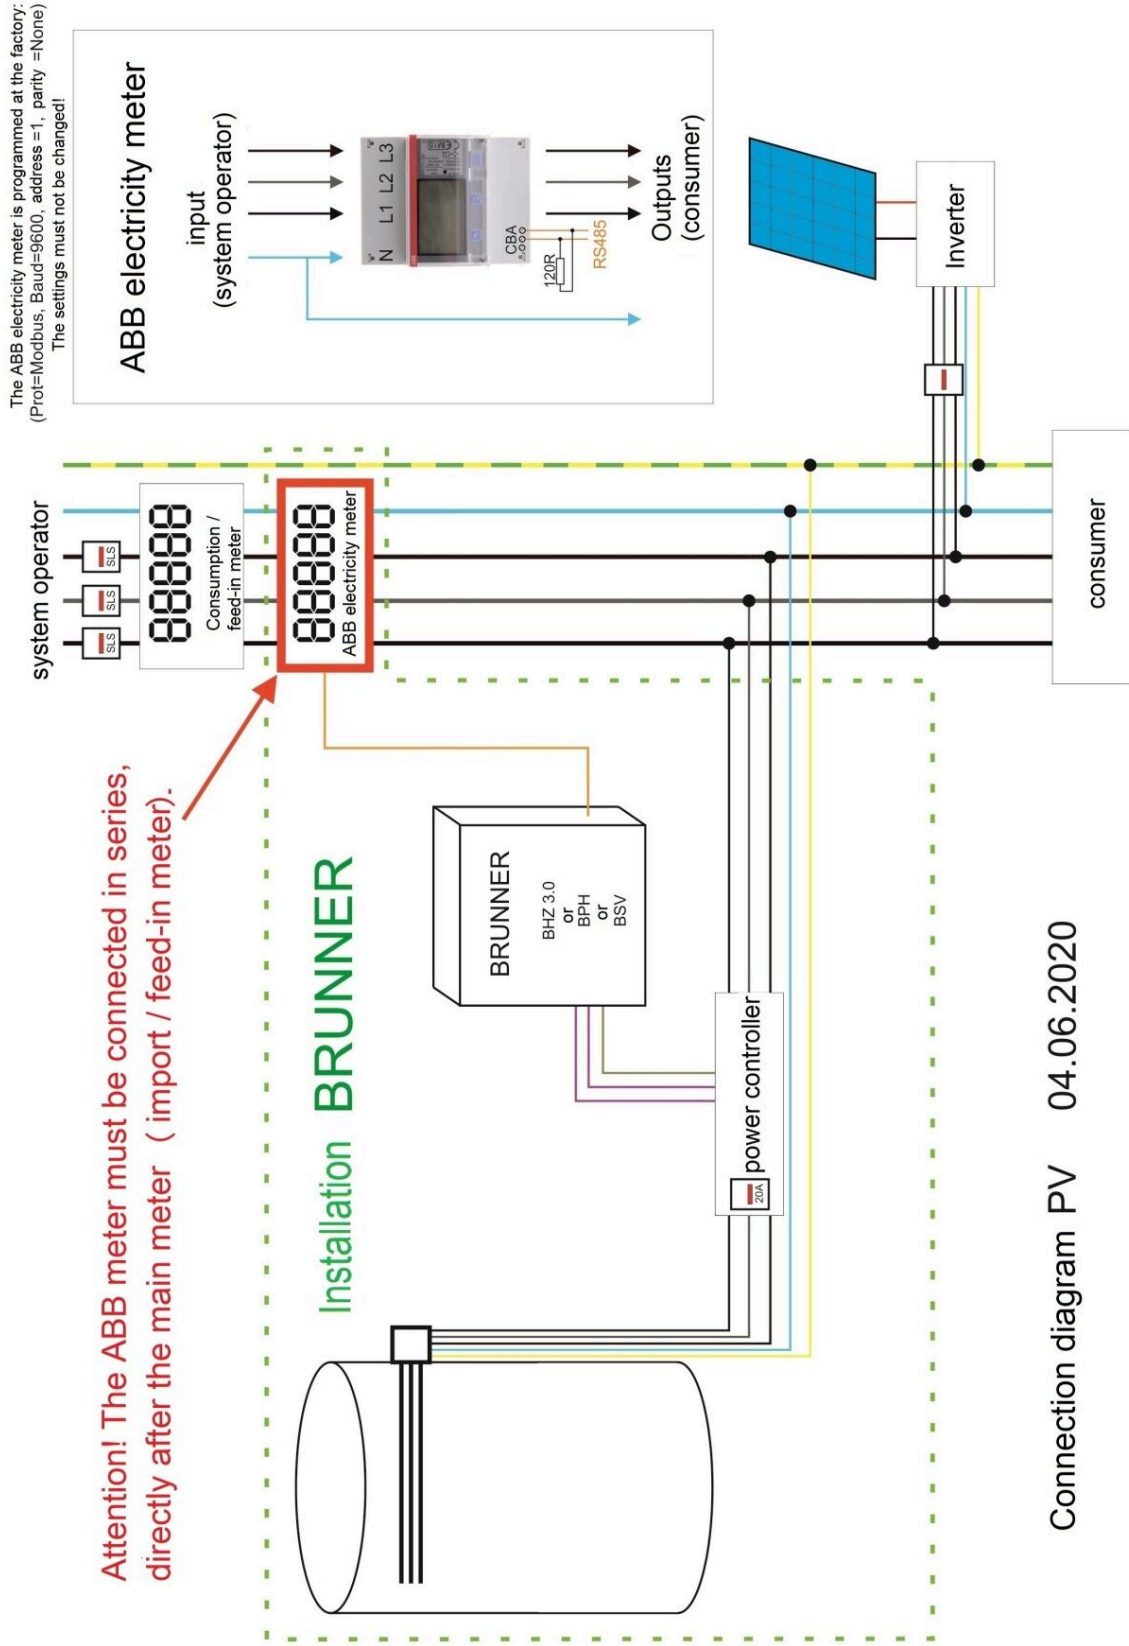 The ABB electricity meter is programmed at the factory:
(Prot=Modbus, Baud=9600, address =1, parity =None)
The settings must not be changed!
ABB electricity meter
input
(system operator)
N L1 L2 L3
CBA
120R
RS485
Outputs
(consumer)
Inverter
system operator
SLS
SLS
SLS
88888
Consumption /
feed-in meter
88888
ABB electricity meter
consumer
Attention! The ABB meter must be connected in series,
directly after the main meter ( import / feed-in meter).
Installation BRUNNER
BRUNNER
BHZ 3.0
or
BPH
or
BSV
power controller
20A
Connection diagram PV 04.06.2020